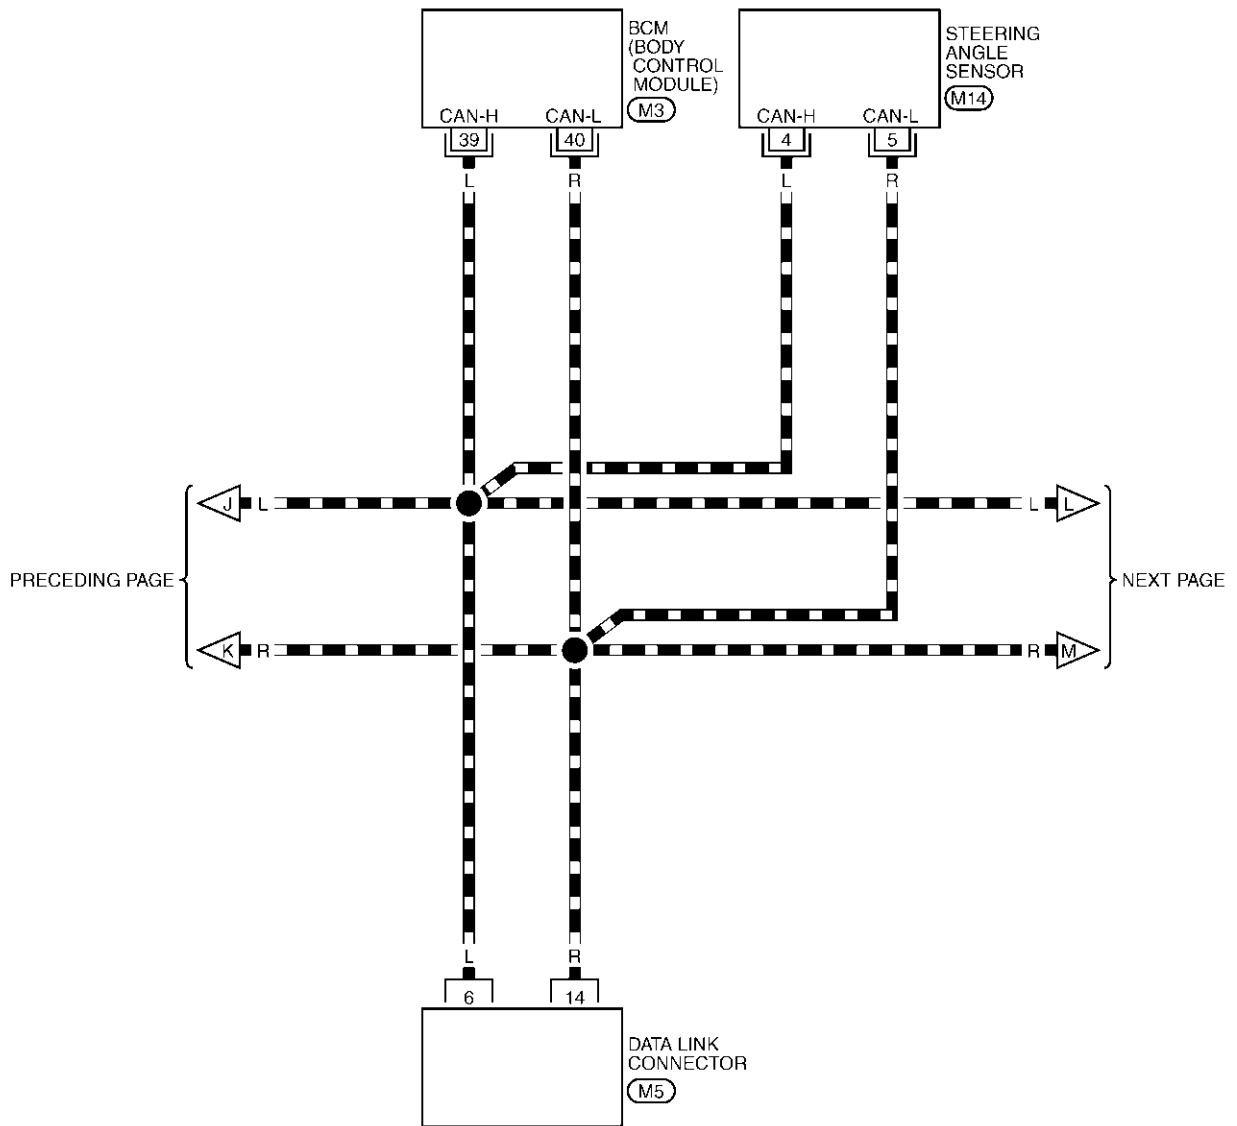 BCM
(BODY
CONTROL
MODULE)
M3
STEERING
ANGLE
SENSOR
M14
CAN-H
CAN-L
CAN-H
CAN-L
39
40
4
5
L
R
L
R
J
L
L
L
PRECEDING PAGE
NEXT PAGE
K
R
R
M
L
R
6
14
DATA LINK
CONNECTOR
M5